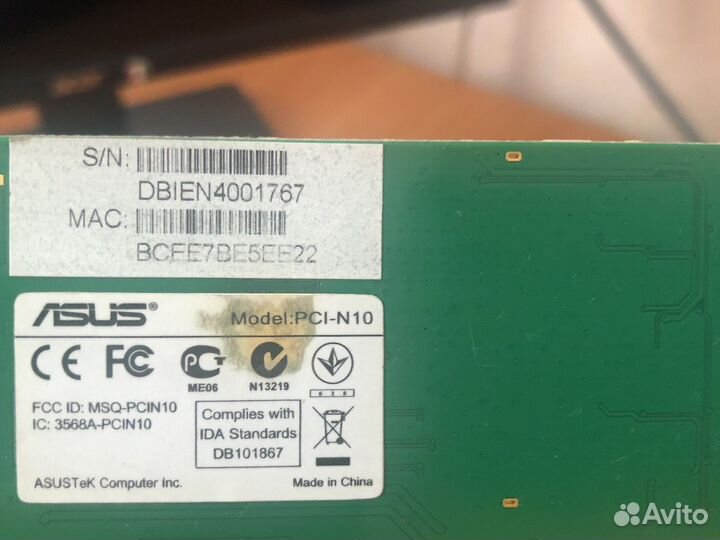 S/N:
DBIEN4001767
MAC:
ASUS®
Model:PCI-N10
CE FC PCT
ME06
N13219
030
FCC ID: MSQ-PCIN10
IC: 3568A-PCIN10
Complies with
IDA Standards
DB101867
ASUSTeK Computer Inc.
Made in China
Avito